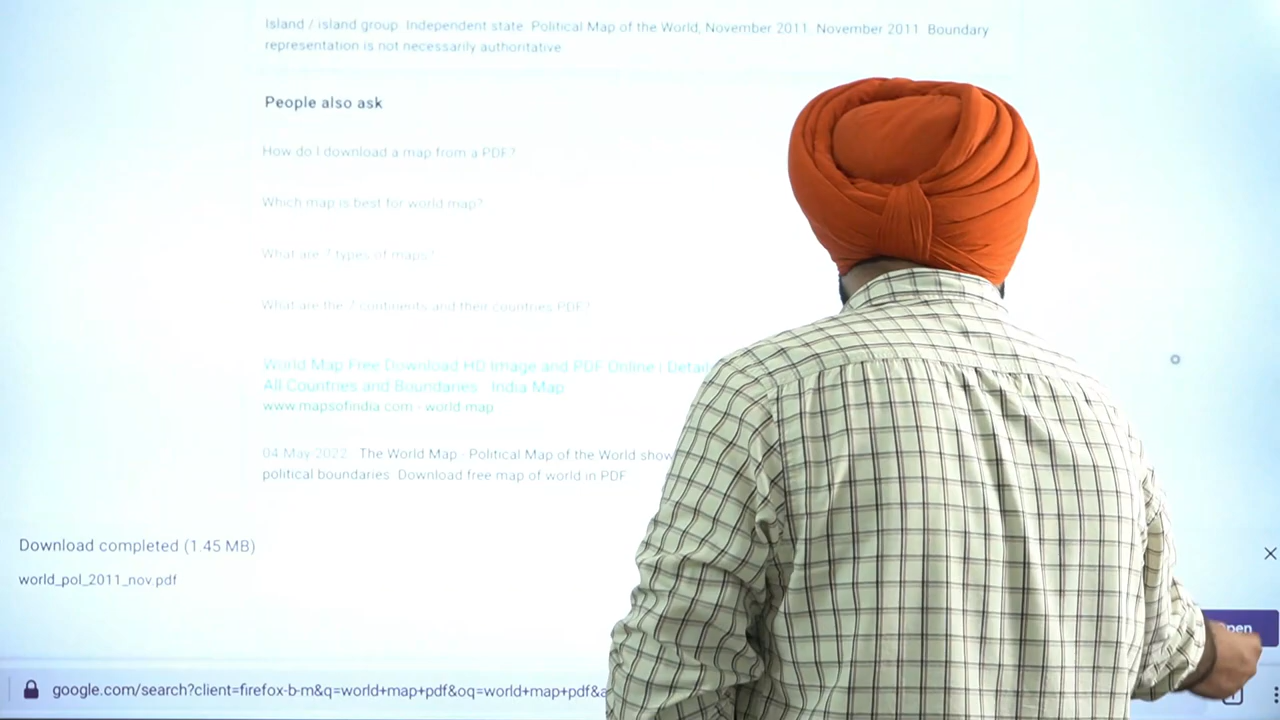 Island / island group. Independent state. Political Map of the World, November 2011. November 2011. Boundary
representation is not necessarily authoritative.
People also ask
How do I download a map from a PDF?
Which map is best for world map?
What are 7 types of maps?
What are the 7 continents and their countries PDF?
World Map Free Download HD Image and PDF Online | Detail
All Countries and Boundaries - India Map
www.mapsofindia.com › world map
04 May 2022 · The World Map - Political Map of the World show
political boundaries. Download free map of world in PDF
Download completed (1.45 MB)
world_pol_2011_nov.pdf
pen
google.com/search?client=firefox-b-m&q=world+map+pdf&oq=world+map+pdf&a